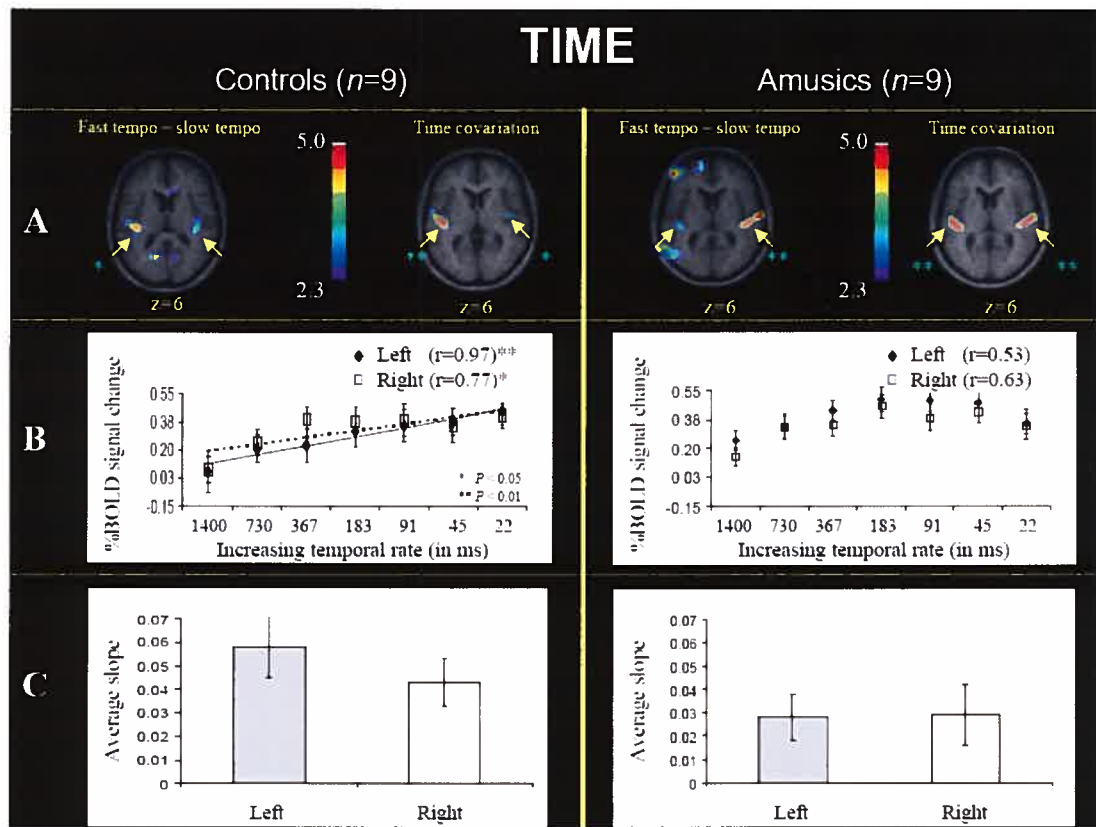 TIME
Controls (n=9)
Amusics (n=9)
A
Fast tempo – slow tempo
5.0
2.3
Time covariation
*
**
*
z=6
z=6
Fast tempo – slow tempo
5.0
2.3
Time covariation
**
**
z=6
z=6
B
%BOLD signal change
◆ Left (r=0.97)**
□ Right (r=0.77)*
0.55
0.38
0.20
0.03
-0.15
* P < 0.05
** P < 0.01
1400 730 367 183 91 45 22
Increasing temporal rate (in ms)
%BOLD signal change
◆ Left (r=0.53)
□ Right (r=0.63)
0.55
0.38
0.20
0.03
-0.15
1400 730 367 183 91 45 22
Increasing temporal rate (in ms)
C
Average slope
0.07
0.06
0.05
0.04
0.03
0.02
0.01
0
Left Right
Average slope
0.07
0.06
0.05
0.04
0.03
0.02
0.01
0
Left Right